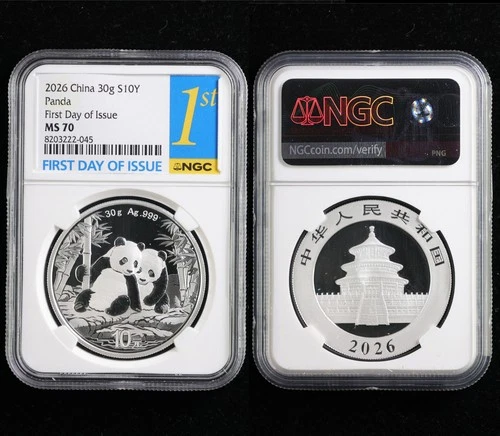 2026 China 30g S10Y
Panda
First Day of Issue
MS 70
8203222-045
1st
FIRST DAY OF ISSUE
NGC
30g Ag.999
10元
NGC
NGCcoin.com/verify
PNG
中华人民共和国
2026